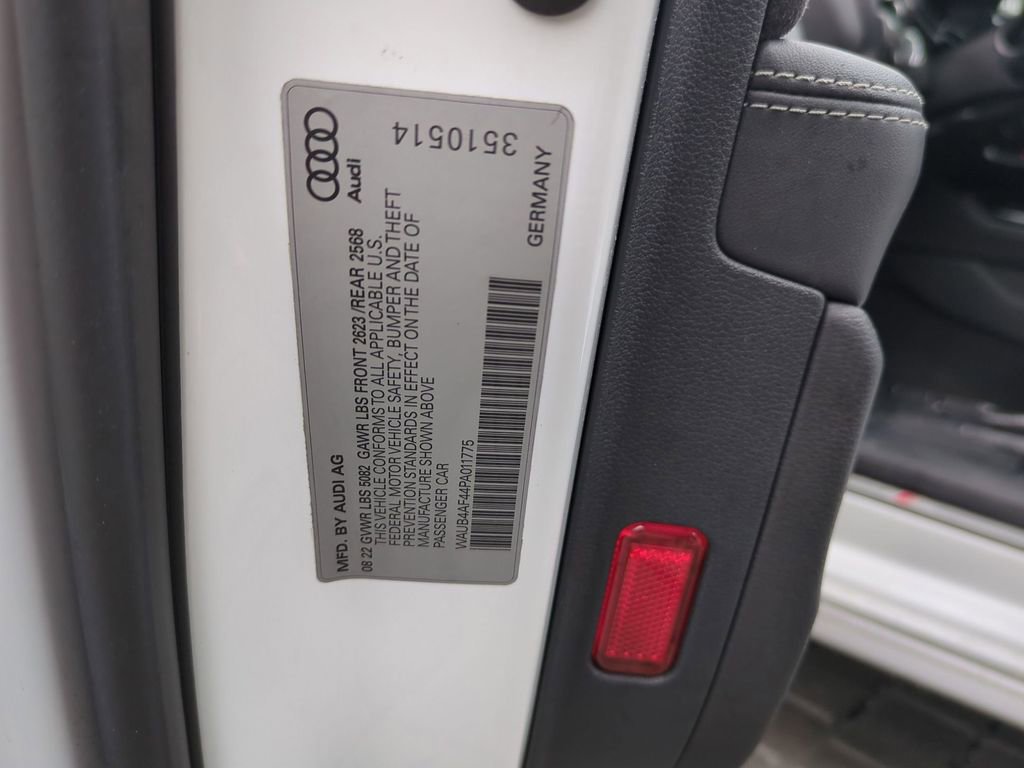 Audi
3510514
MFD. BY AUDI AG
GERMANY
08 22 GVWR LBS 5082 GAWR LBS FRONT 2623 /REAR 2568
THIS VEHICLE CONFORMS TO ALL APPLICABLE U.S.
FEDERAL MOTOR VEHICLE SAFETY, BUMPER AND THEFT
PREVENTION STANDARDS IN EFFECT ON THE DATE OF
MANUFACTURE SHOWN ABOVE
PASSENGER CAR
WAUB4AF44PA011775